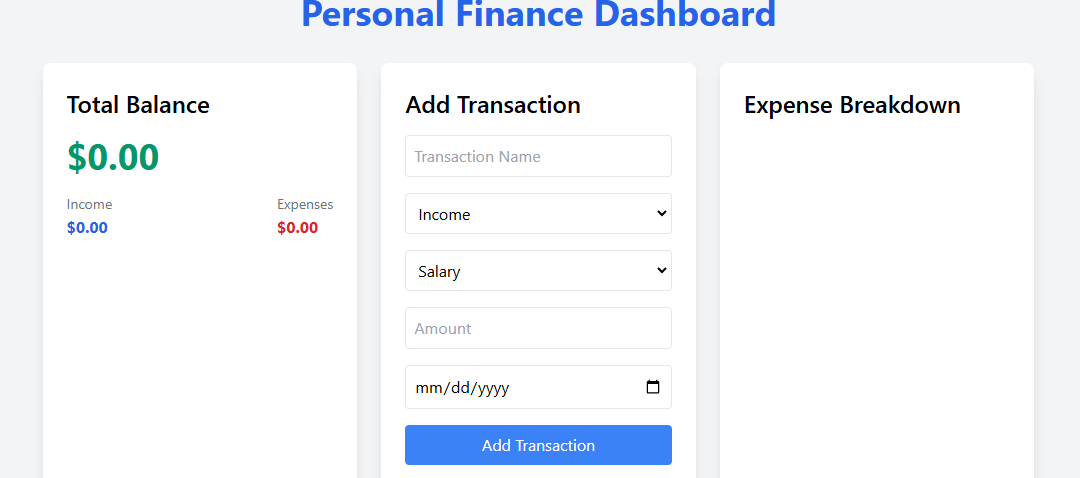 Personal Finance Dashboard
Total Balance
$0.00
Income
$0.00
Expenses
$0.00
Add Transaction
Transaction Name
Income
Salary
Amount
mm/dd/yyyy
Add Transaction
Expense Breakdown